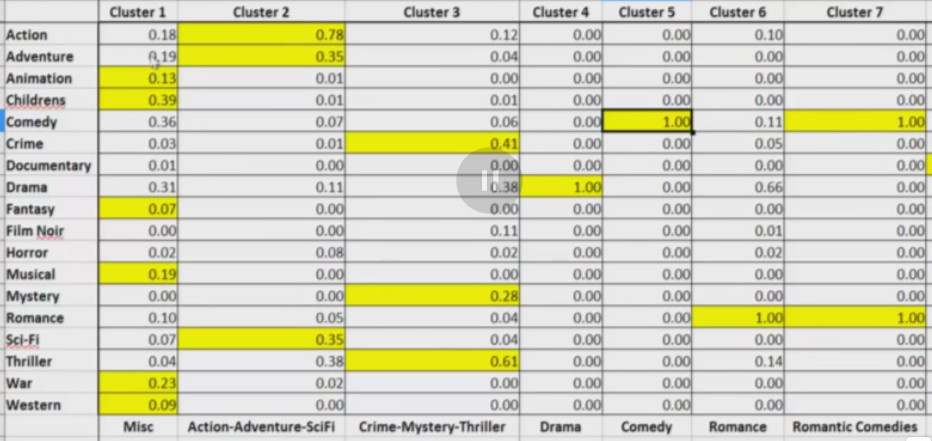 Cluster 1 Cluster 2 Cluster 3 Cluster 4 Cluster 5 Cluster 6 Cluster 7
Action 0.18 0.78 0.12 0.00 0.00 0.10 0.00
Adventure 0.19 0.35 0.04 0.00 0.00 0.00 0.00
Animation 0.13 0.01 0.00 0.00 0.00 0.00 0.00
Childrens 0.39 0.01 0.01 0.00 0.00 0.00 0.00
Comedy 0.36 0.07 0.06 0.00 1.00 0.11 1.00
Crime 0.03 0.01 0.41 0.00 0.00 0.05 0.00
Documentary 0.01 0.00 0.00 0.00 0.00 0.00 0.00
Drama 0.31 0.11 0.38 1.00 0.00 0.66 0.00
Fantasy 0.07 0.00 0.00 0.00 0.00 0.00 0.00
Film Noir 0.00 0.00 0.11 0.00 0.00 0.01 0.00
Horror 0.02 0.08 0.02 0.00 0.00 0.02 0.00
Musical 0.19 0.00 0.00 0.00 0.00 0.00 0.00
Mystery 0.00 0.00 0.28 0.00 0.00 0.00 0.00
Romance 0.10 0.05 0.04 0.00 0.00 1.00 1.00
Sci-Fi 0.07 0.35 0.04 0.00 0.00 0.00 0.00
Thriller 0.04 0.38 0.61 0.00 0.00 0.14 0.00
War 0.23 0.02 0.00 0.00 0.00 0.00 0.00
Western 0.09 0.00 0.00 0.00 0.00 0.00 0.00
Misc Action-Adventure-SciFi Crime-Mystery-Thriller Drama Comedy Romance Romantic Comedies